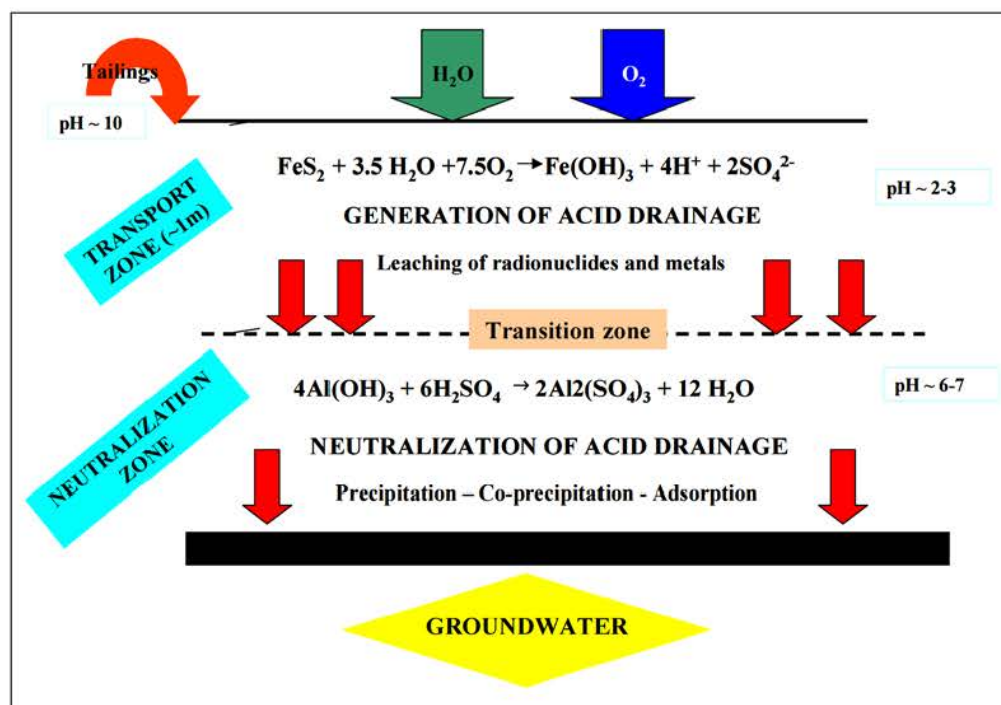 Tailings
H₂O
O₂
pH ~ 10
FeS₂ + 3.5 H₂O +7.5O₂ → Fe(OH)₃ + 4H⁺ + 2SO₄²⁻
pH ~ 2-3
TRANSPORT
ZONE (~1m)
GENERATION OF ACID DRAINAGE
Leaching of radionuclides and metals
Transition zone
4Al(OH)₃ + 6H₂SO₄ → 2Al2(SO₄)₃ + 12 H₂O
pH ~ 6-7
NEUTRALIZATION
ZONE
NEUTRALIZATION OF ACID DRAINAGE
Precipitation – Co-precipitation - Adsorption
GROUNDWATER